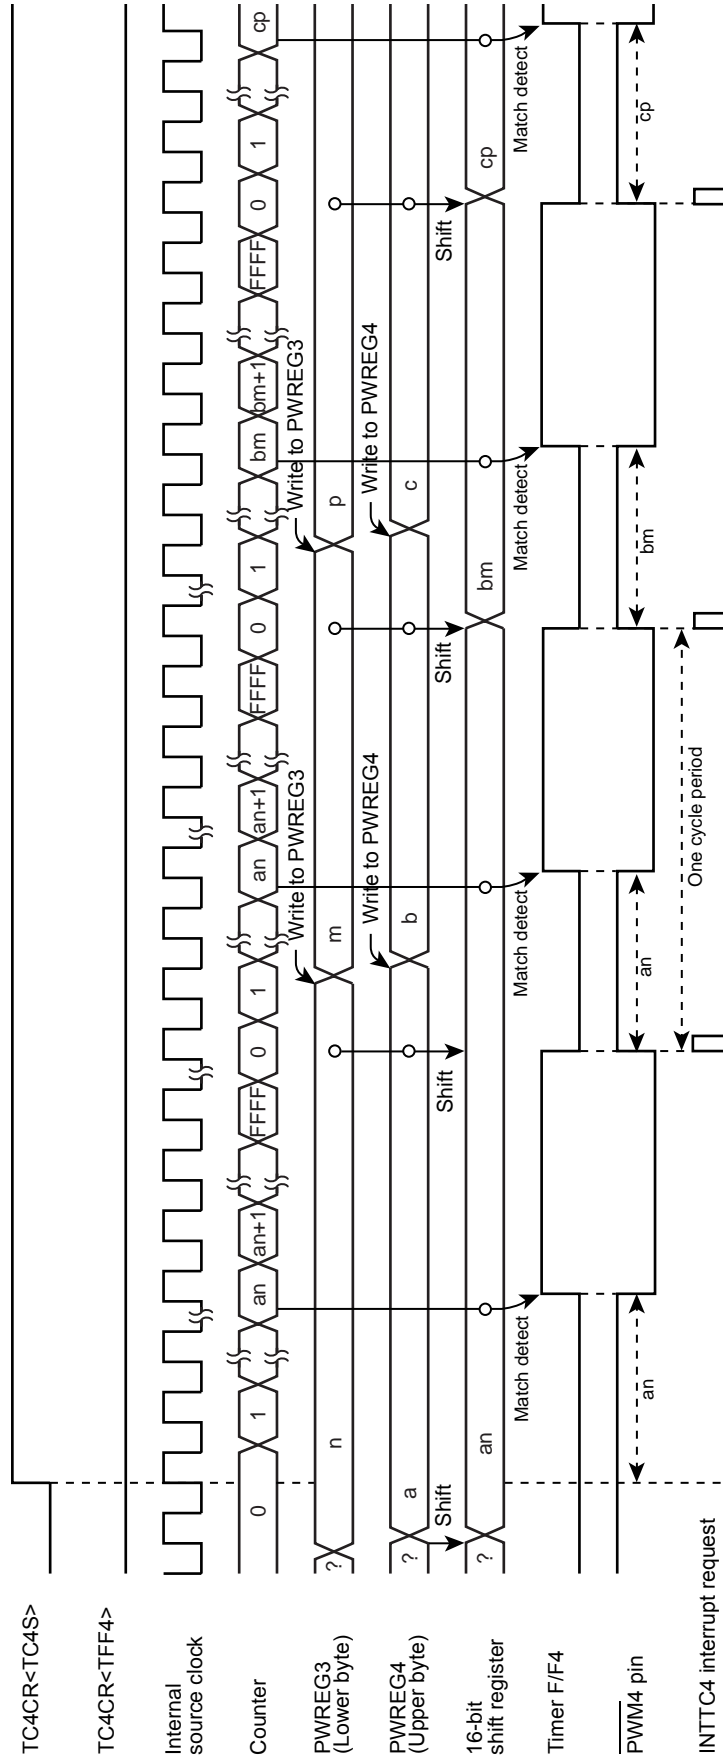 TC4CR<TC4S>
TC4CR<TFF4>
Internal
source clock
Counter
0
1
an
an+1
FFFF
0
1
an
an+1
FFFF
0
1
bm
bm+1
FFFF
0
1
cp
Write to PWREG3
Write to PWREG3
PWREG3
(Lower byte)
?
n
m
p
Write to PWREG4
Write to PWREG4
PWREG4
(Upper byte)
?
a
b
c
Shift
Shift
Shift
Shift
16-bit
shift register
?
an
bm
cp
Match detect
Match detect
Match detect
Match detect
Timer F/F4
PWM4 pin
an
an
bm
cp
One cycle period
INTTC4 interrupt request